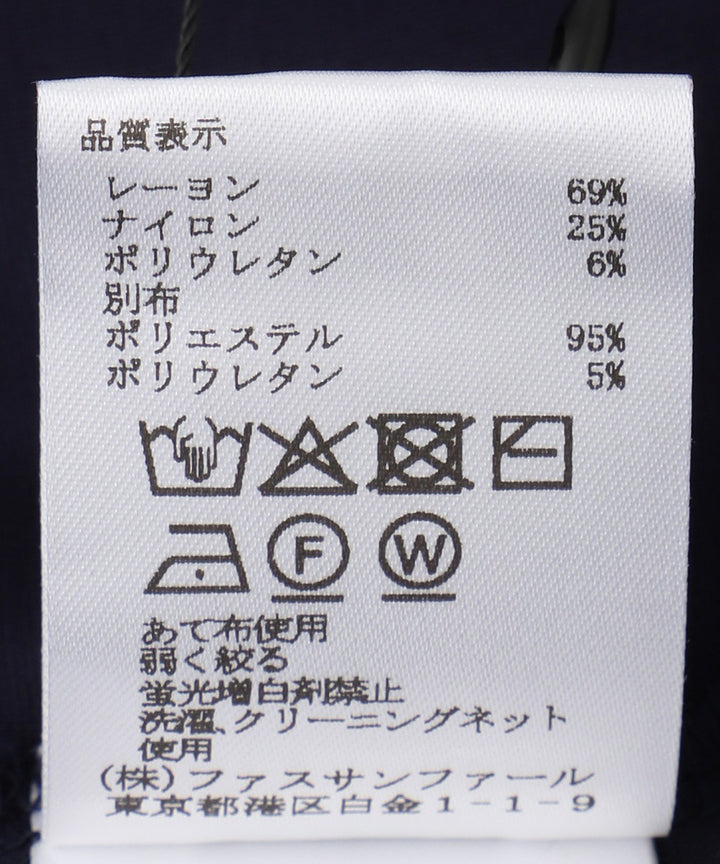 品質表示
レーヨン 69%
ナイロン 25%
ポリウレタン 6%
別布
ポリエステル 95%
ポリウレタン 5%
F W
あて布使用
弱く絞る
蛍光増白剤禁止
洗濯、クリーニングネット
使用
(株)ファスサンファール
東京都港区白金1-1-9